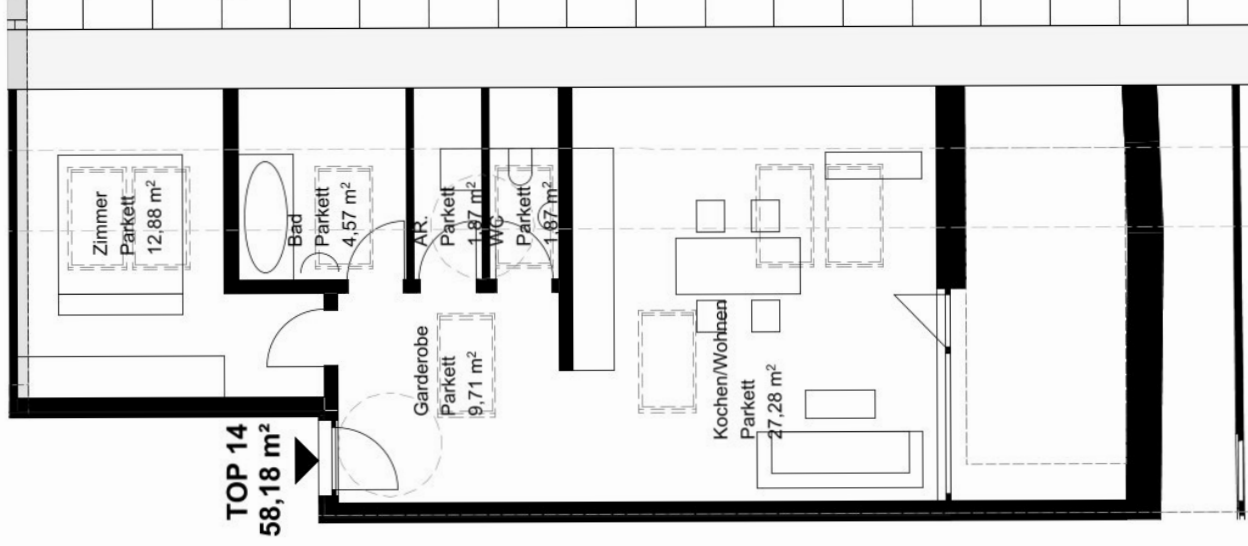 TOP 14
58,18 m²
Zimmer
Parkett
12,88 m²
Bad
Parkett
4,57 m²
AR.
Parkett
1,87 m²
WC
Parkett
1,87 m²
Garderobe
Parkett
9,71 m²
Kochen/Wohnen
Parkett
27,28 m²